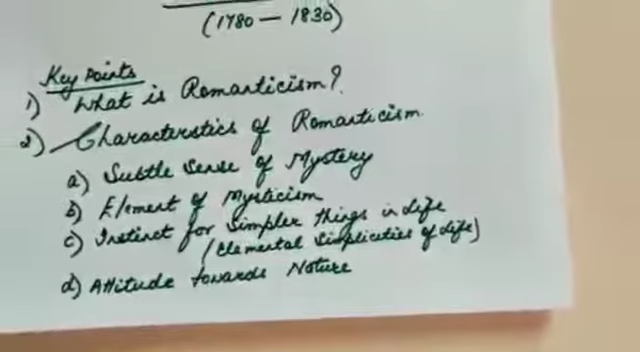 (1780 — 1830)
Key Points
1) What is Romanticism?
2) Characterstics of Romanticism
a) Subtle Sense of Mystery
b) Element of Mysticism
c) Instinct for Simpler things in life
(Elemental Simplicities of life)
d) Attitude towards Nature